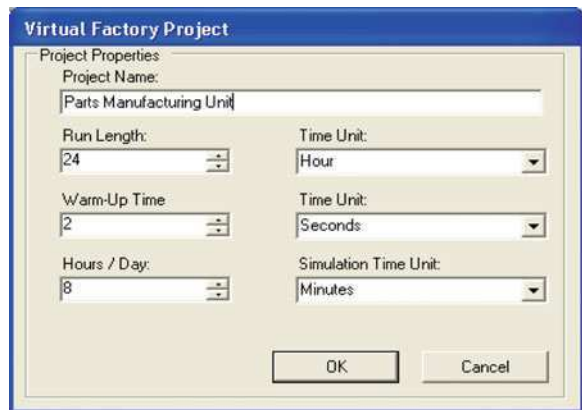 Virtual Factory Project
Project Properties
Project Name:
Parts Manufacturing Unit
Run Length:
Time Unit:
24
Hour
Warm-Up Time
Time Unit:
2
Seconds
Hours / Day:
Simulation Time Unit:
8
Minutes
OK
Cancel